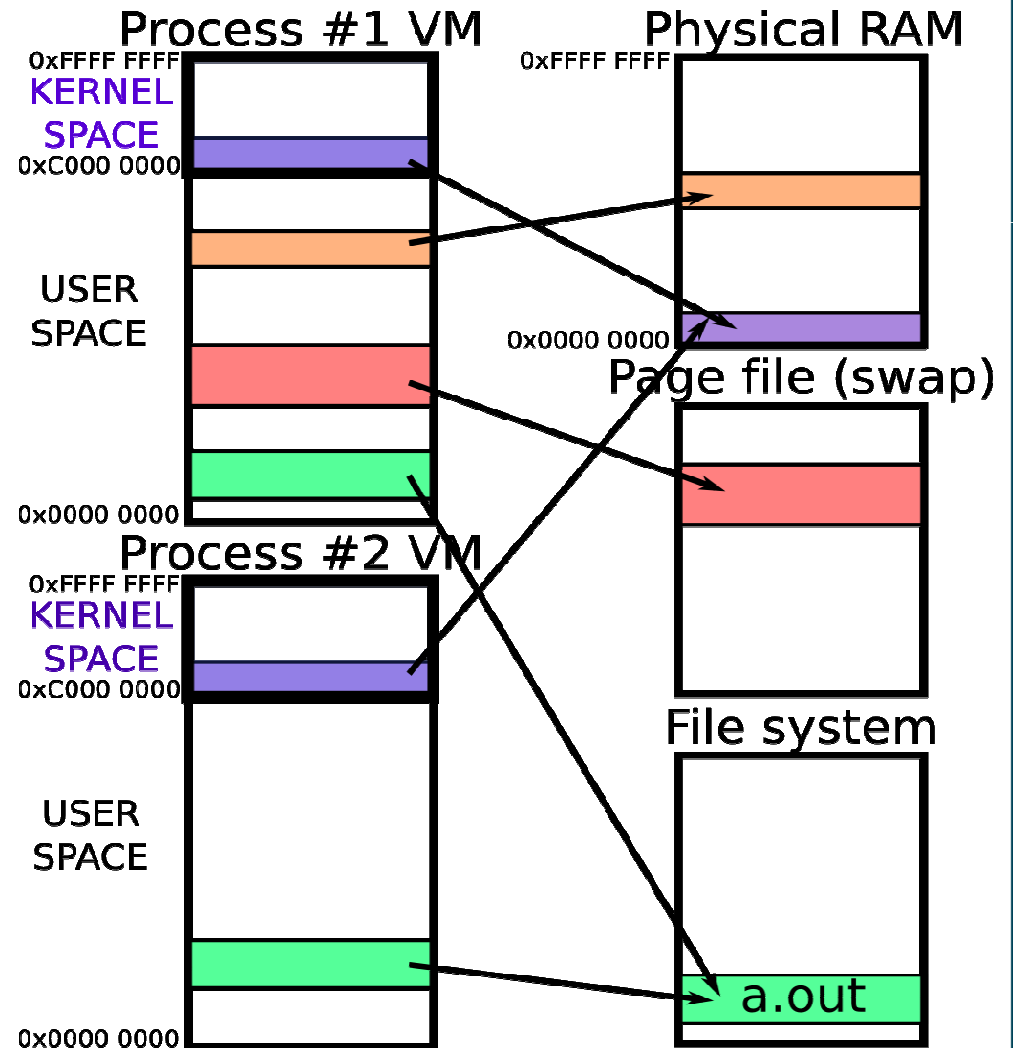 Process #1 VM
0xFFFF FFFF
KERNEL
SPACE
0xC000 0000
USER
SPACE
0x0000 0000
Process #2 VM
0xFFFF FFFF
KERNEL
SPACE
0xC000 0000
USER
SPACE
0x0000 0000
Physical RAM
0xFFFF FFFF
0x0000 0000
Page file (swap)
File system
a.out